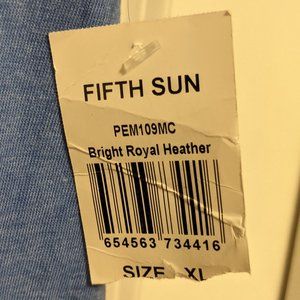 FIFTH SUN
PEM109MC
Bright Royal Heather
654563 734416
SIZE XL